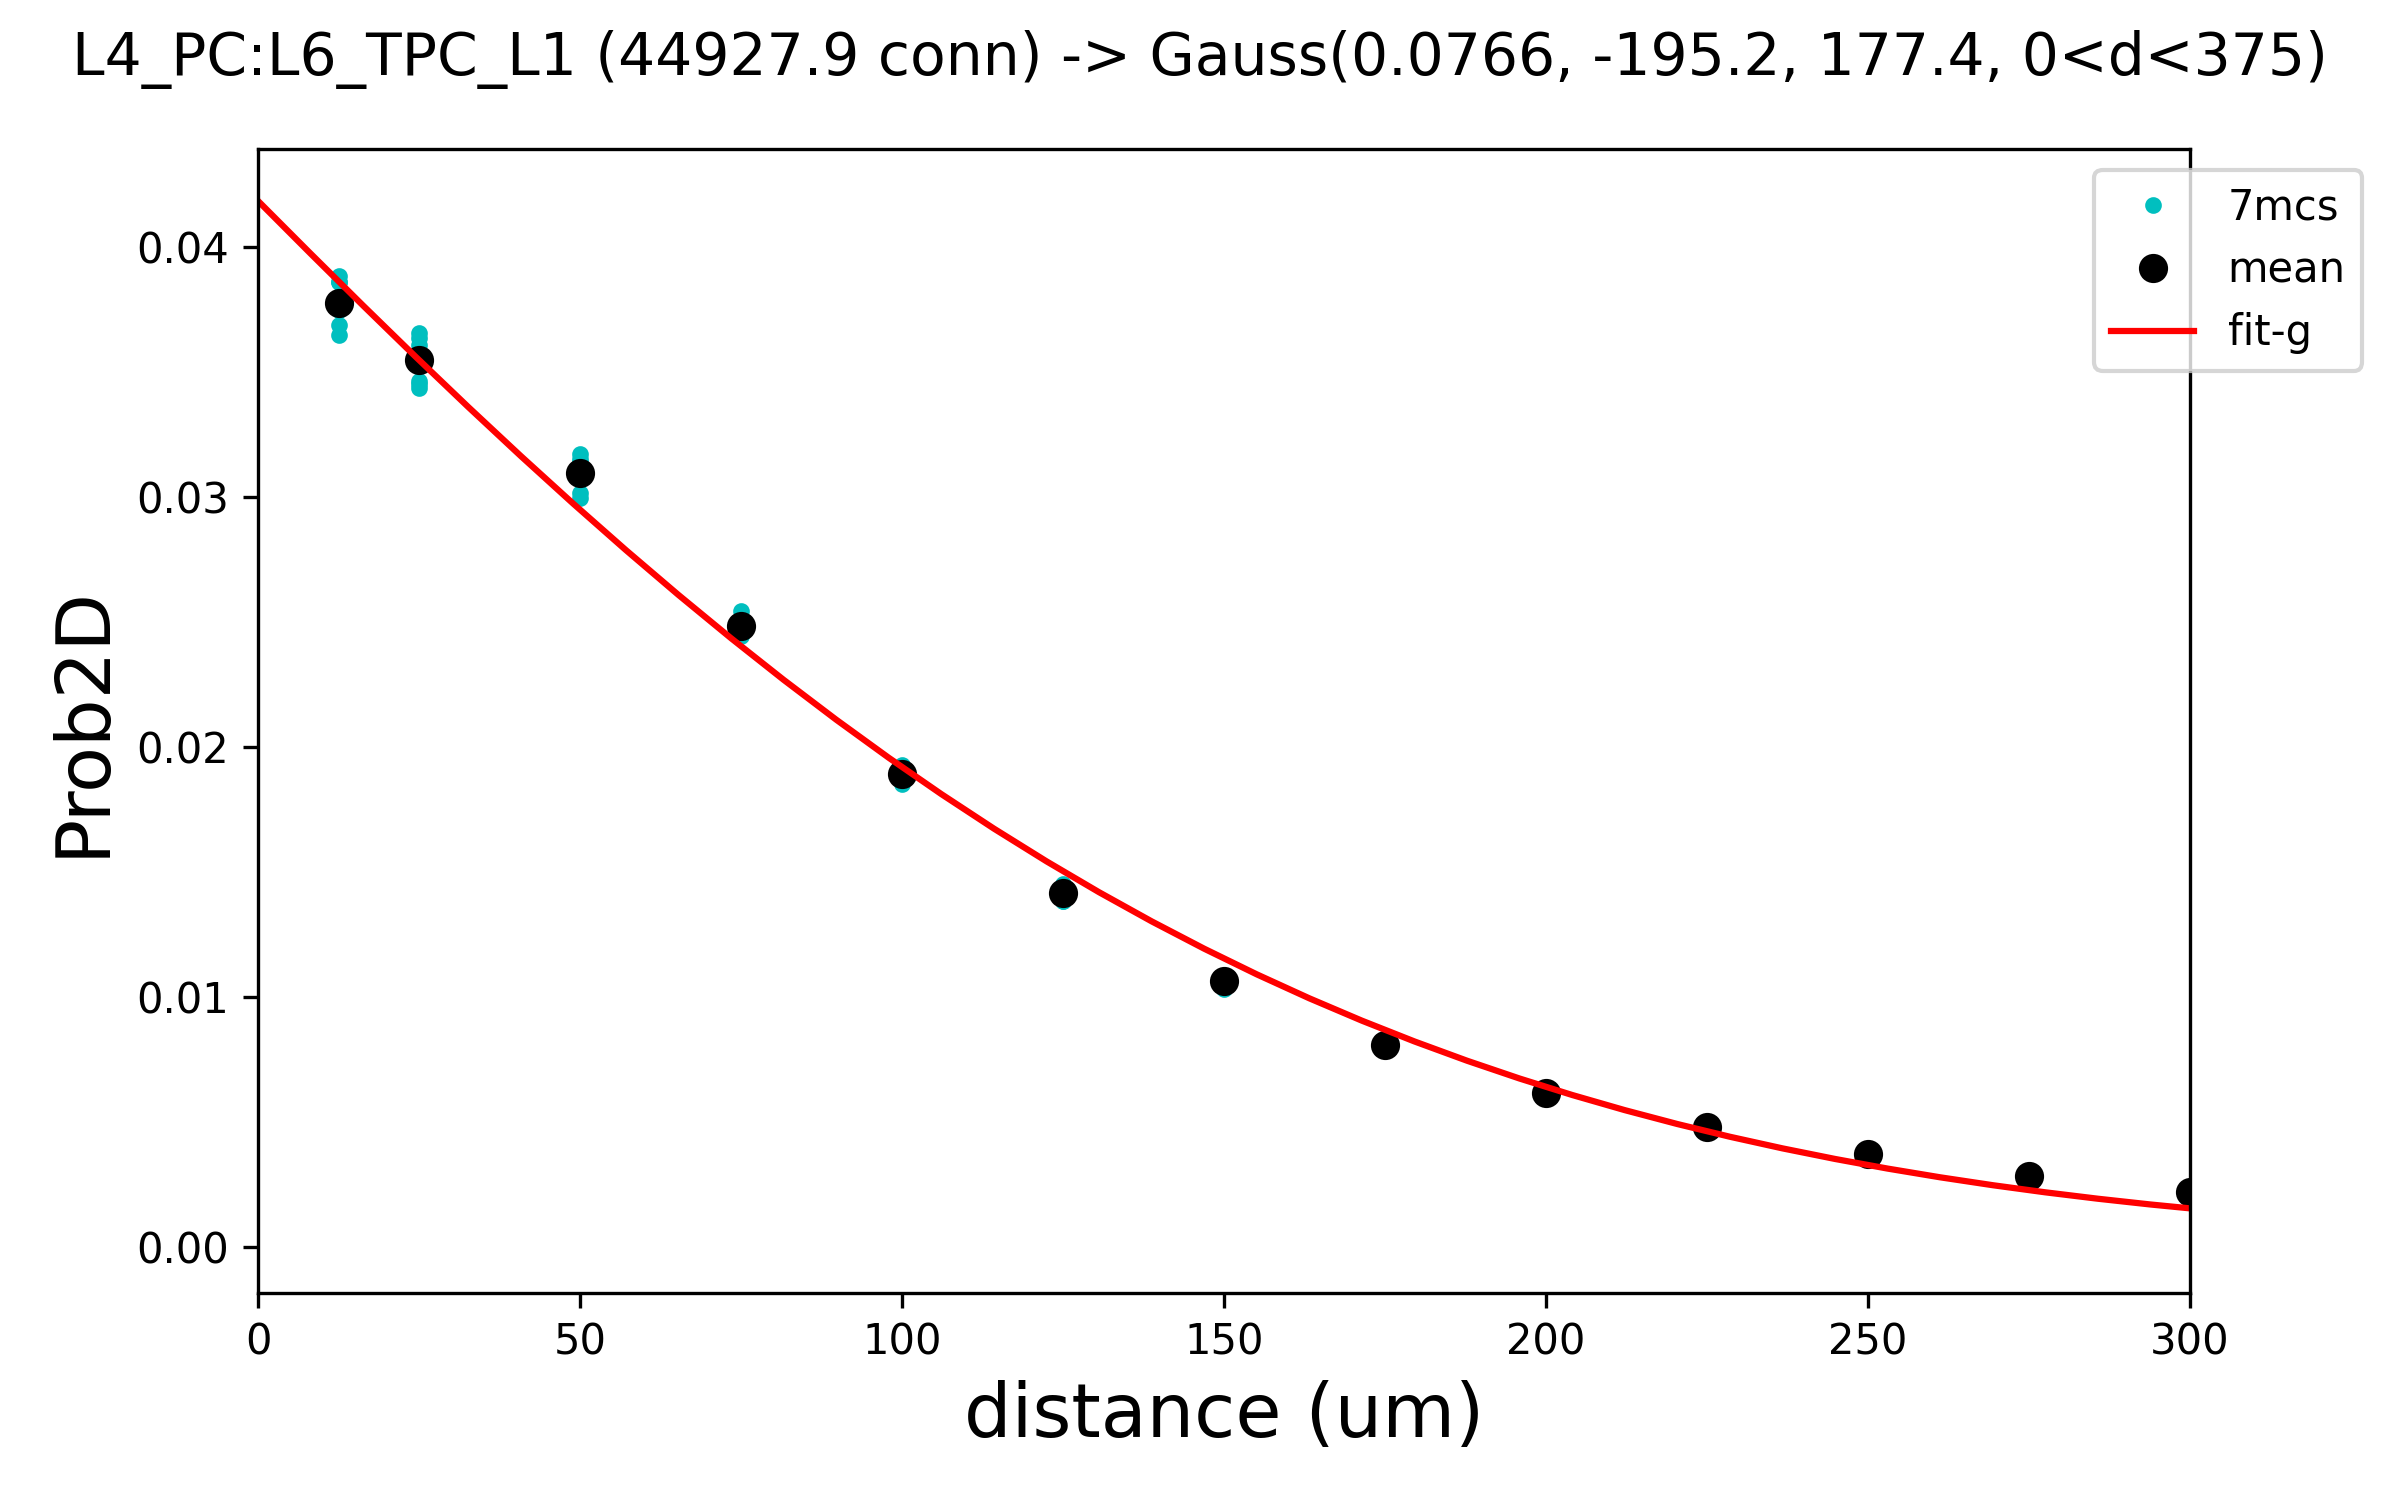 L4_PC:L6_TPC_L1 (44927.9 conn) -> Gauss(0.0766, -195.2, 177.4, 0<d<375)
7mcs
mean
fit-g
Prob2D
0.04
0.03
0.02
0.01
0.00
0 50 100 150 200 250 300
distance (um)